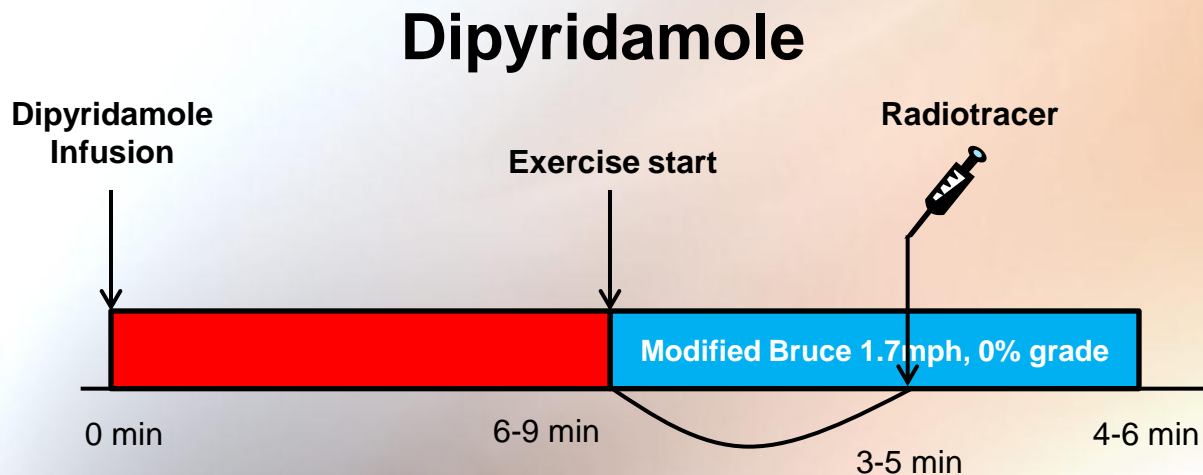 Dipyridamole
Dipyridamole
Infusion
Exercise start
Radiotracer
Modified Bruce 1.7mph, 0% grade
0 min
6-9 min
3-5 min
4-6 min